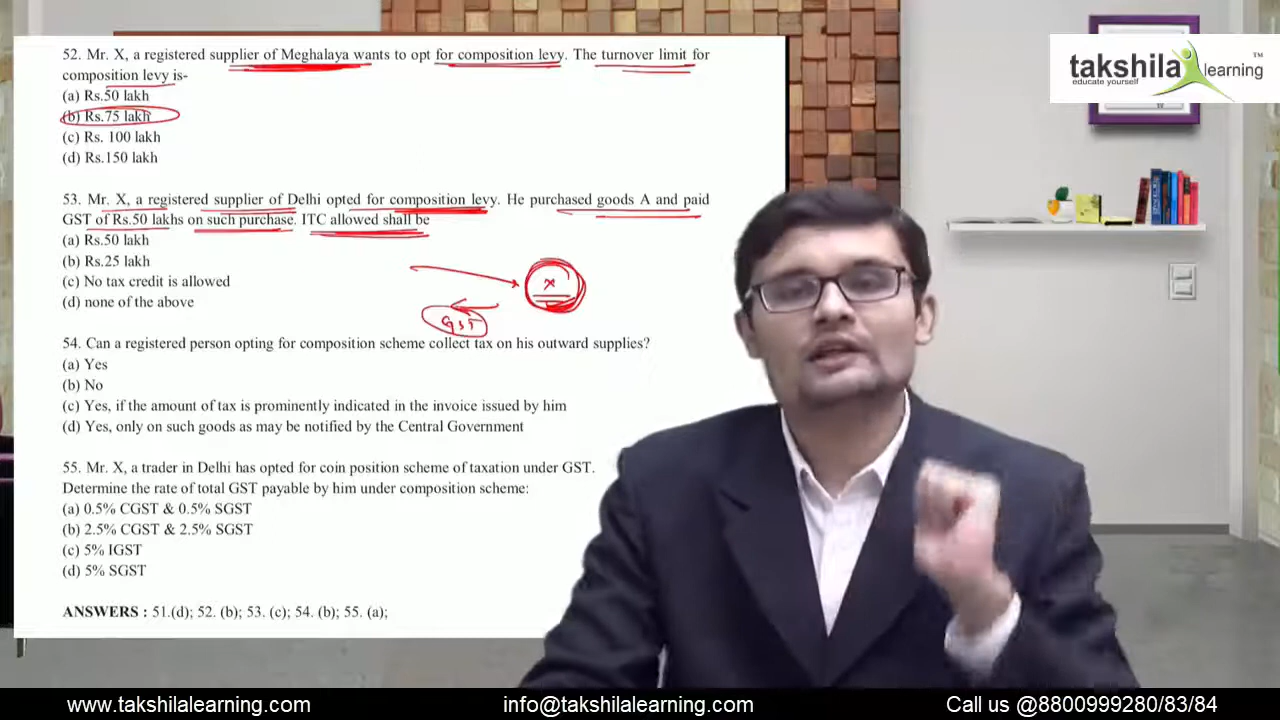 52. Mr. X, a registered supplier of Meghalaya wants to opt for composition levy. The turnover limit for
composition levy is-
(a) Rs.50 lakh
(b) Rs.75 lakh
(c) Rs. 100 lakh
(d) Rs.150 lakh
53. Mr. X, a registered supplier of Delhi opted for composition levy. He purchased goods A and paid
GST of Rs.50 lakhs on such purchase. ITC allowed shall be
(a) Rs.50 lakh
(b) Rs.25 lakh
(c) No tax credit is allowed
(d) none of the above
x
GST
54. Can a registered person opting for composition scheme collect tax on his outward supplies?
(a) Yes
(b) No
(c) Yes, if the amount of tax is prominently indicated in the invoice issued by him
(d) Yes, only on such goods as may be notified by the Central Government
55. Mr. X, a trader in Delhi has opted for coin position scheme of taxation under GST.
Determine the rate of total GST payable by him under composition scheme:
(a) 0.5% CGST & 0.5% SGST
(b) 2.5% CGST & 2.5% SGST
(c) 5% IGST
(d) 5% SGST
ANSWERS : 51.(d); 52. (b); 53. (c); 54. (b); 55. (a);
takshila learning™
educate yourself
www.takshilalearning.com
info@takshilalearning.com
Call us @8800999280/83/84